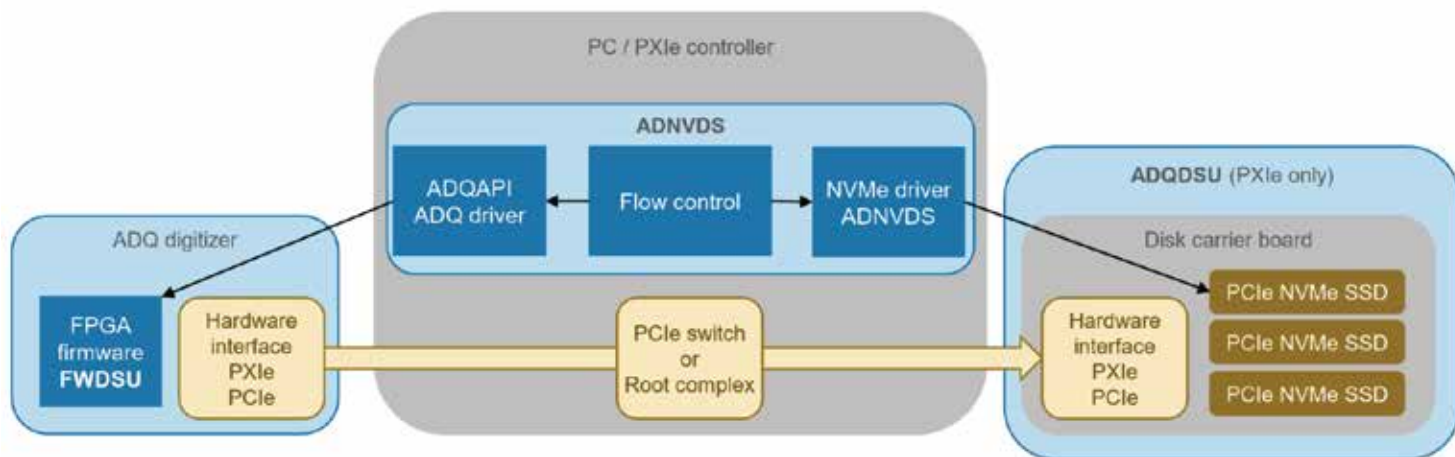 PC / PXIe controller
ADNVDS
ADQAPI
ADQ driver
Flow control
NVMe driver
ADNVDS
ADQ digitizer
FPGA
firmware
FWDSU
Hardware
interface
PXIe
PCIe
PCIe switch
or
Root complex
ADQDSU (PXIe only)
Disk carrier board
Hardware
interface
PXIe
PCIe
PCIe NVMe SSD
PCIe NVMe SSD
PCIe NVMe SSD